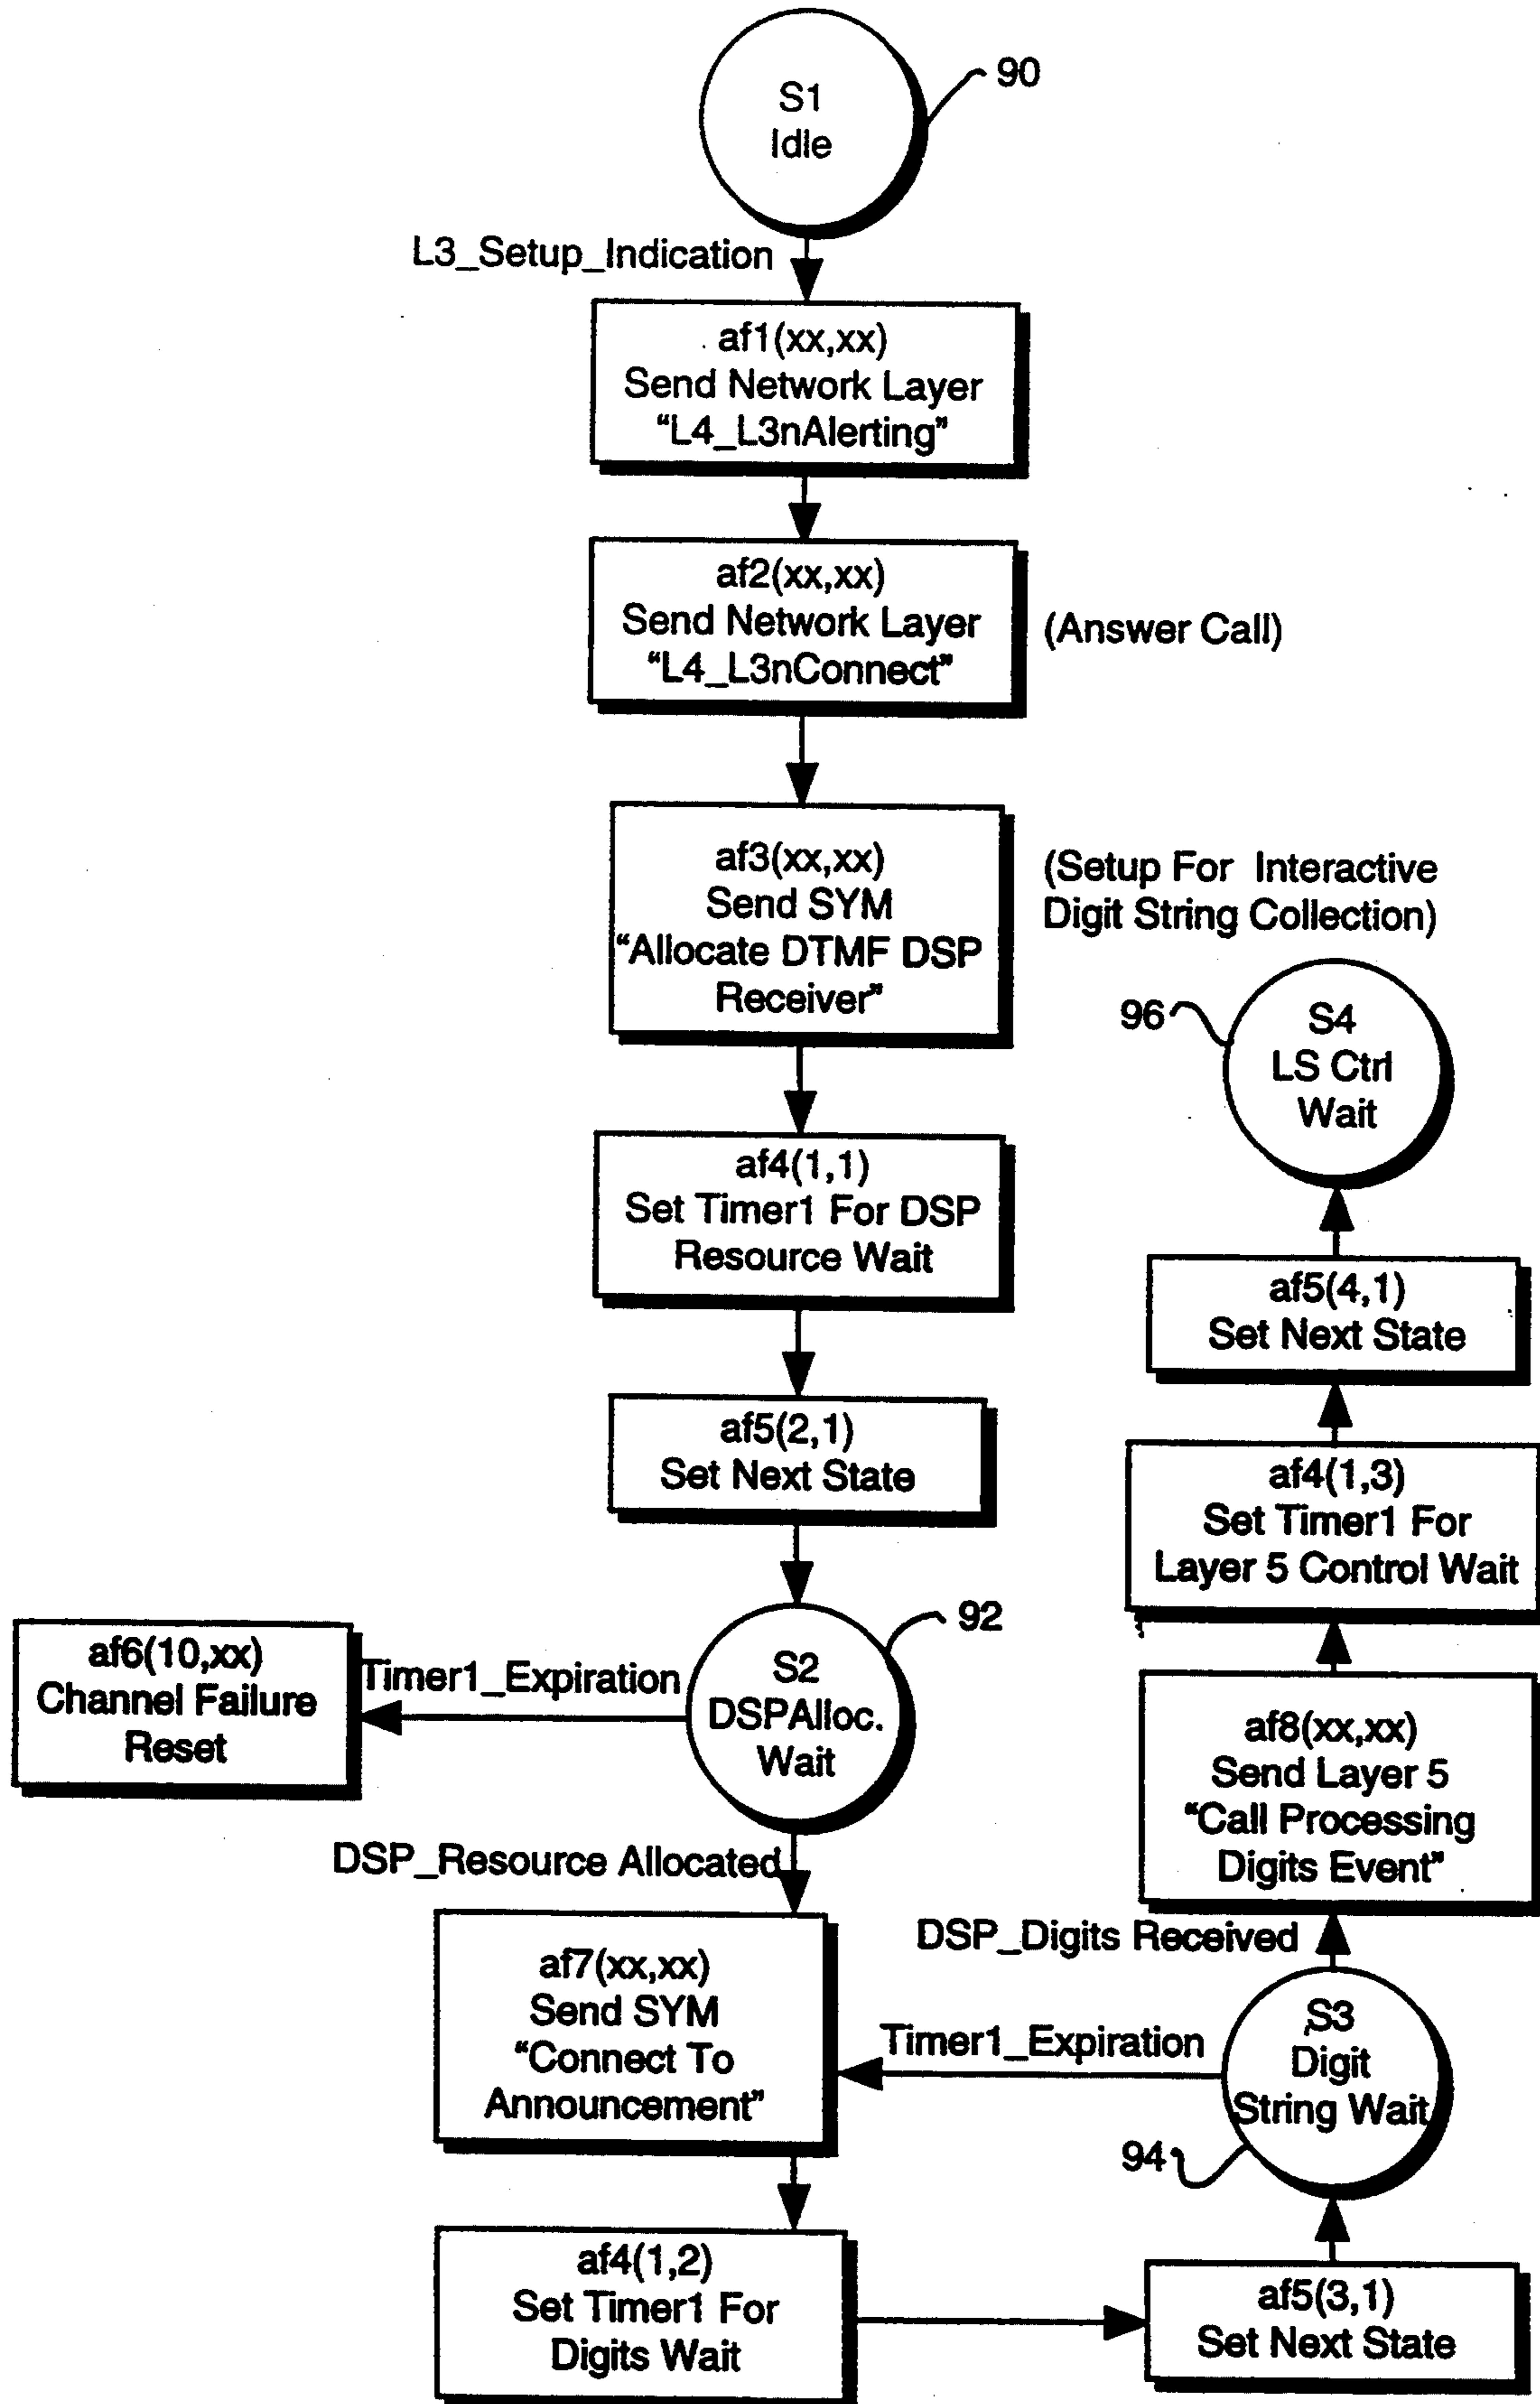 S1
Idle
90
L3_Setup_Indication
af1(xx,xx)
Send Network Layer
“L4_L3nAlerting”
af2(xx,xx)
Send Network Layer
“L4_L3nConnect”
(Answer Call)
af3(xx,xx)
Send SYM
“Allocate DTMF DSP
Receiver”
(Setup For Interactive
Digit String Collection)
af4(1,1)
Set Timer1 For DSP
Resource Wait
af5(2,1)
Set Next State
S2
DSPAlloc.
Wait
92
Timer1_Expiration
af6(10,xx)
Channel Failure
Reset
DSP_Resource Allocated
af7(xx,xx)
Send SYM
“Connect To
Announcement”
af4(1,2)
Set Timer1 For
Digits Wait
af5(3,1)
Set Next State
S3
Digit
String Wait
94
Timer1_Expiration
DSP_Digits Received
af8(xx,xx)
Send Layer 5
“Call Processing
Digits Event”
af4(1,3)
Set Timer1 For
Layer 5 Control Wait
af5(4,1)
Set Next State
S4
LS Ctrl
Wait
96